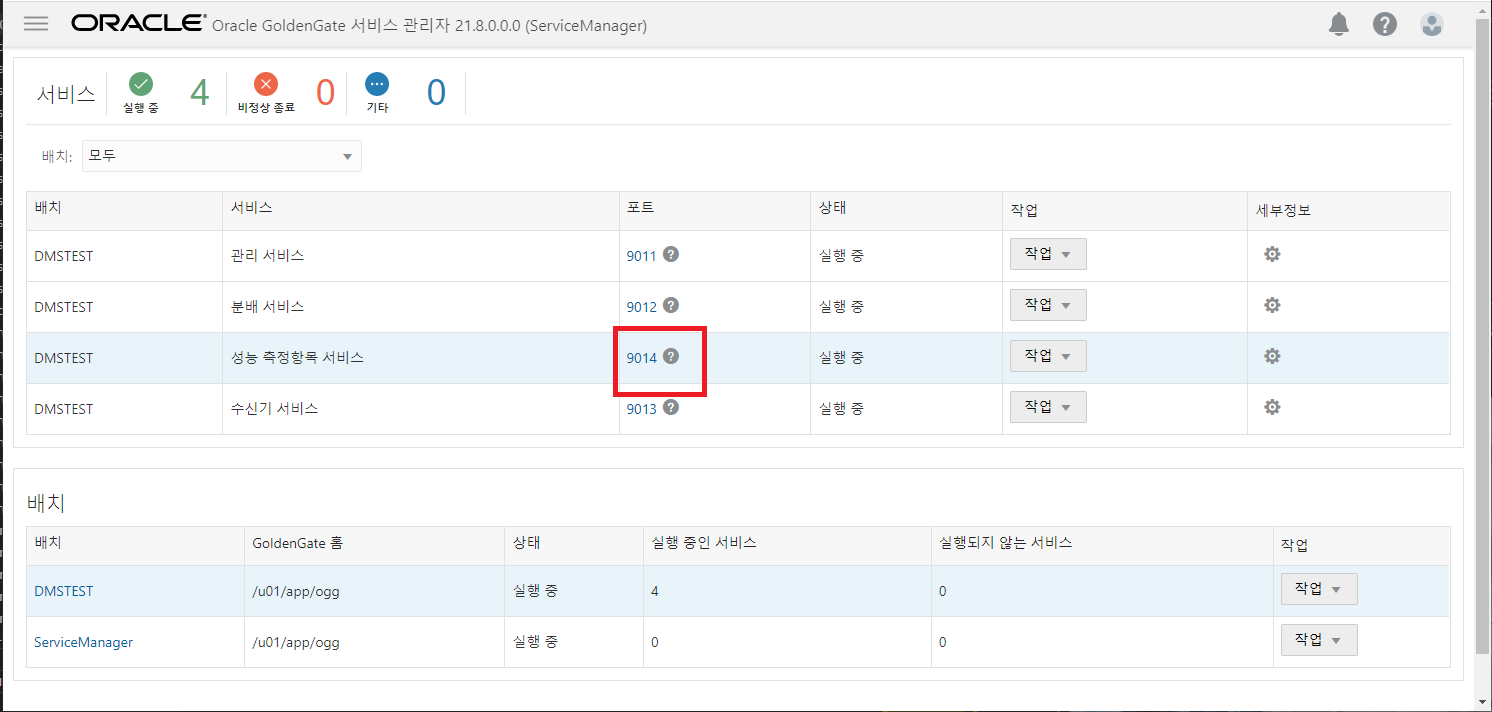 ORACLE® Oracle GoldenGate 서비스 관리자 21.8.0.0.0 (ServiceManager)
서비스 실행 중 4 비정상 종료 0 기타 0
배치: 모두
배치 서비스 포트 상태 작업 세부정보
DMSTEST 관리 서비스 9011 실행 중 작업
DMSTEST 분배 서비스 9012 실행 중 작업
DMSTEST 성능 측정항목 서비스 9014 실행 중 작업
DMSTEST 수신기 서비스 9013 실행 중 작업
배치
배치 GoldenGate 홈 상태 실행 중인 서비스 실행되지 않는 서비스 작업
DMSTEST /u01/app/ogg 실행 중 4 0 작업
ServiceManager /u01/app/ogg 실행 중 0 0 작업